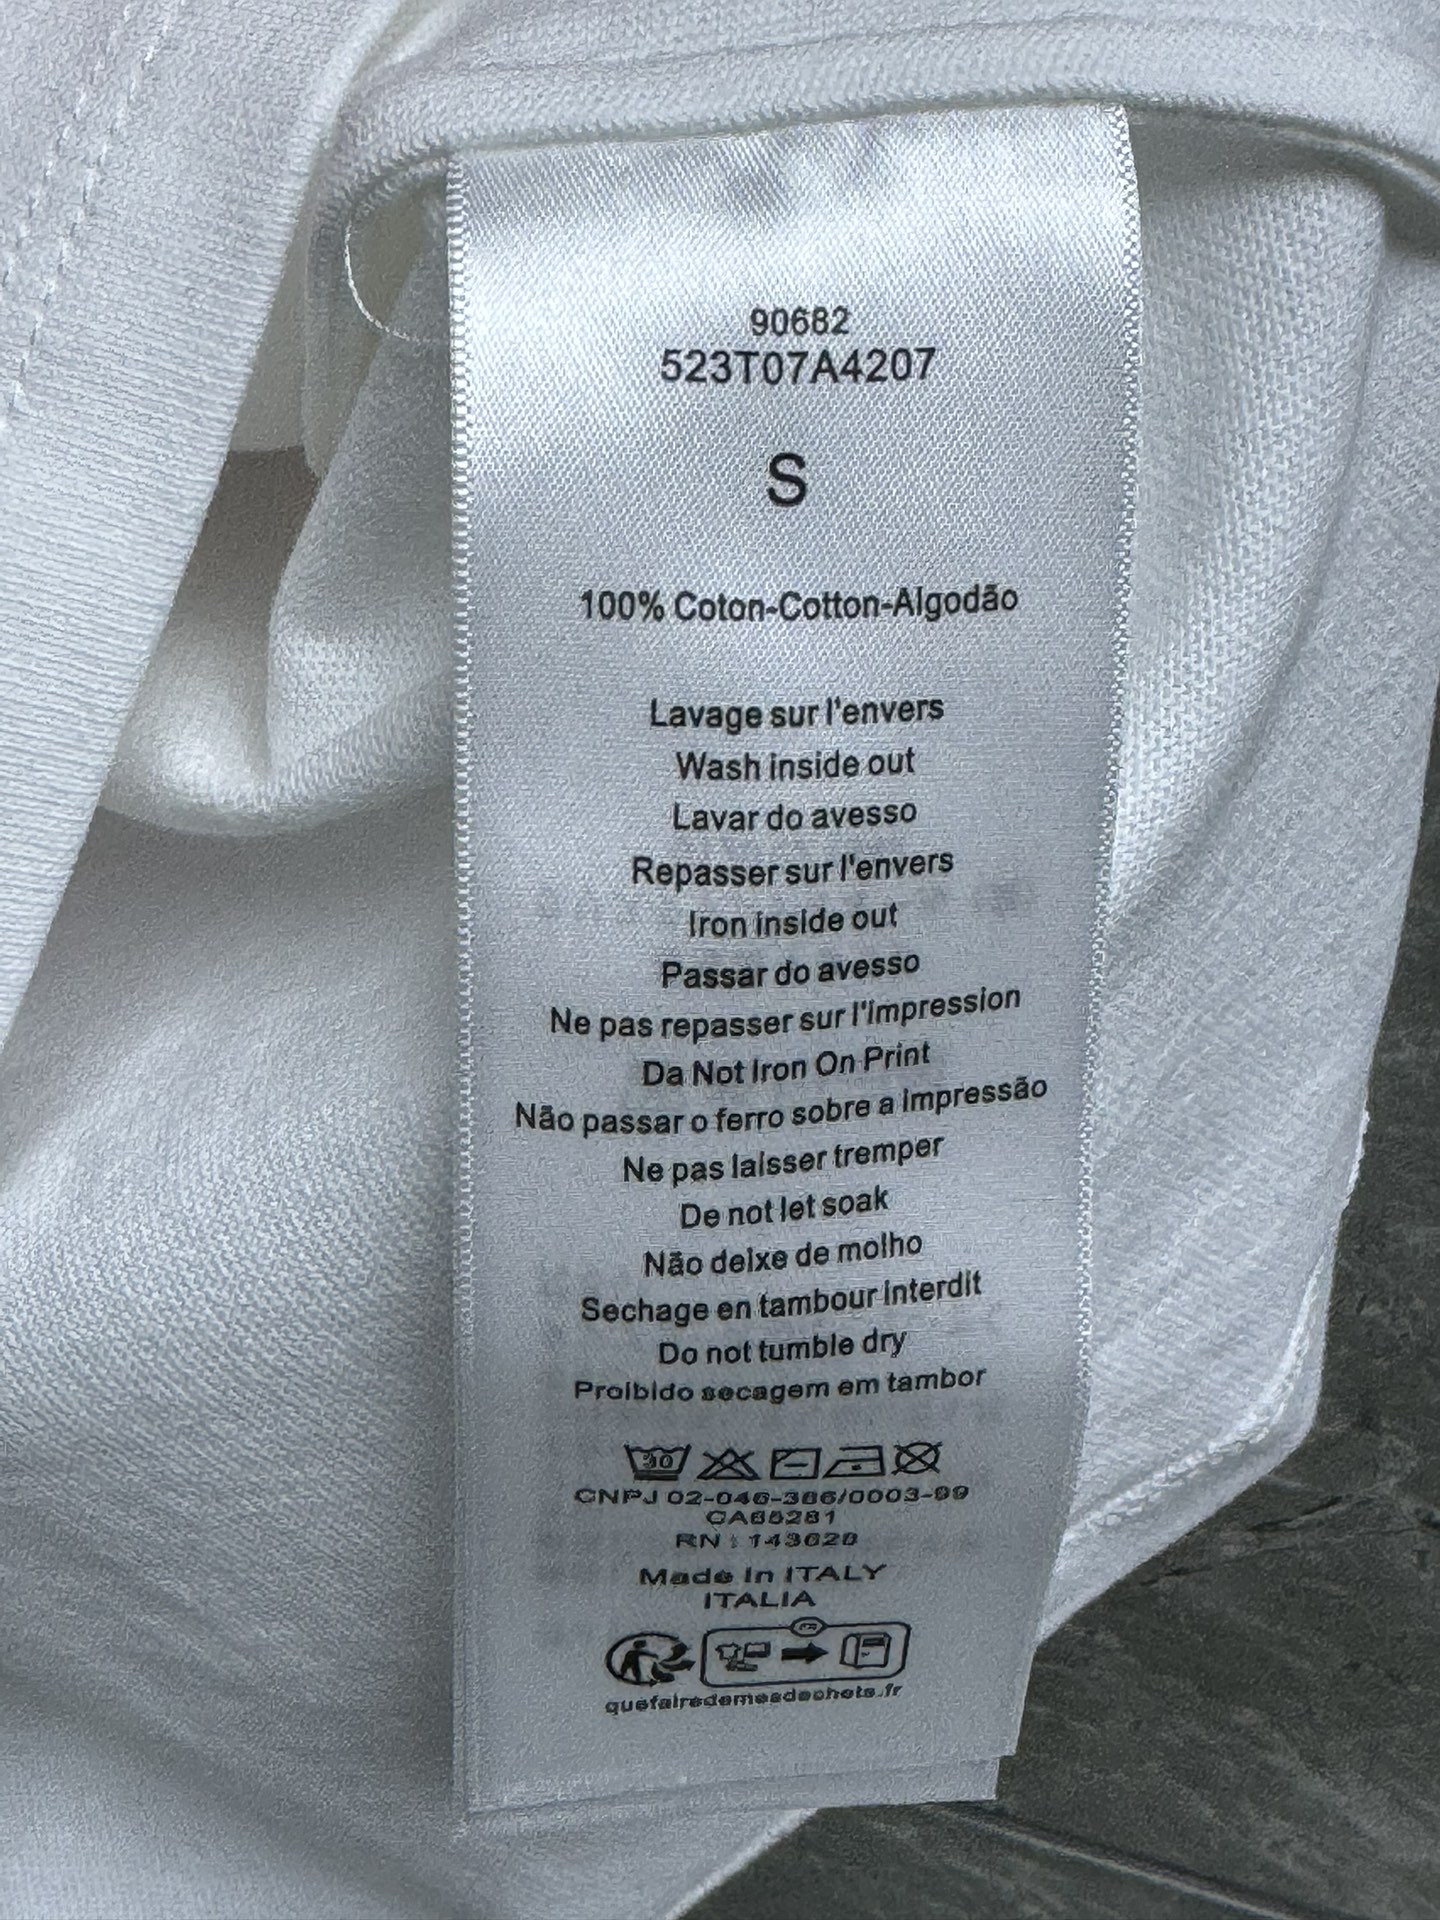 90682
523T07A4207
S
100% Coton-Cotton-Algodão
Lavage sur l'envers
Wash inside out
Lavar do avesso
Repasser sur l'envers
Iron inside out
Passar do avesso
Ne pas repasser sur l'impression
Da Not Iron On Print
Não passar o ferro sobre a impressão
Ne pas laisser tremper
De not let soak
Não deixe de molho
Sechage en tambour interdit
Do not tumble dry
Proibido secagem em tambor
30
CNPJ 02-046-386/0003-99
RN : 143628
Made in ITALY
ITALIA
quefairedemesdechets.fr